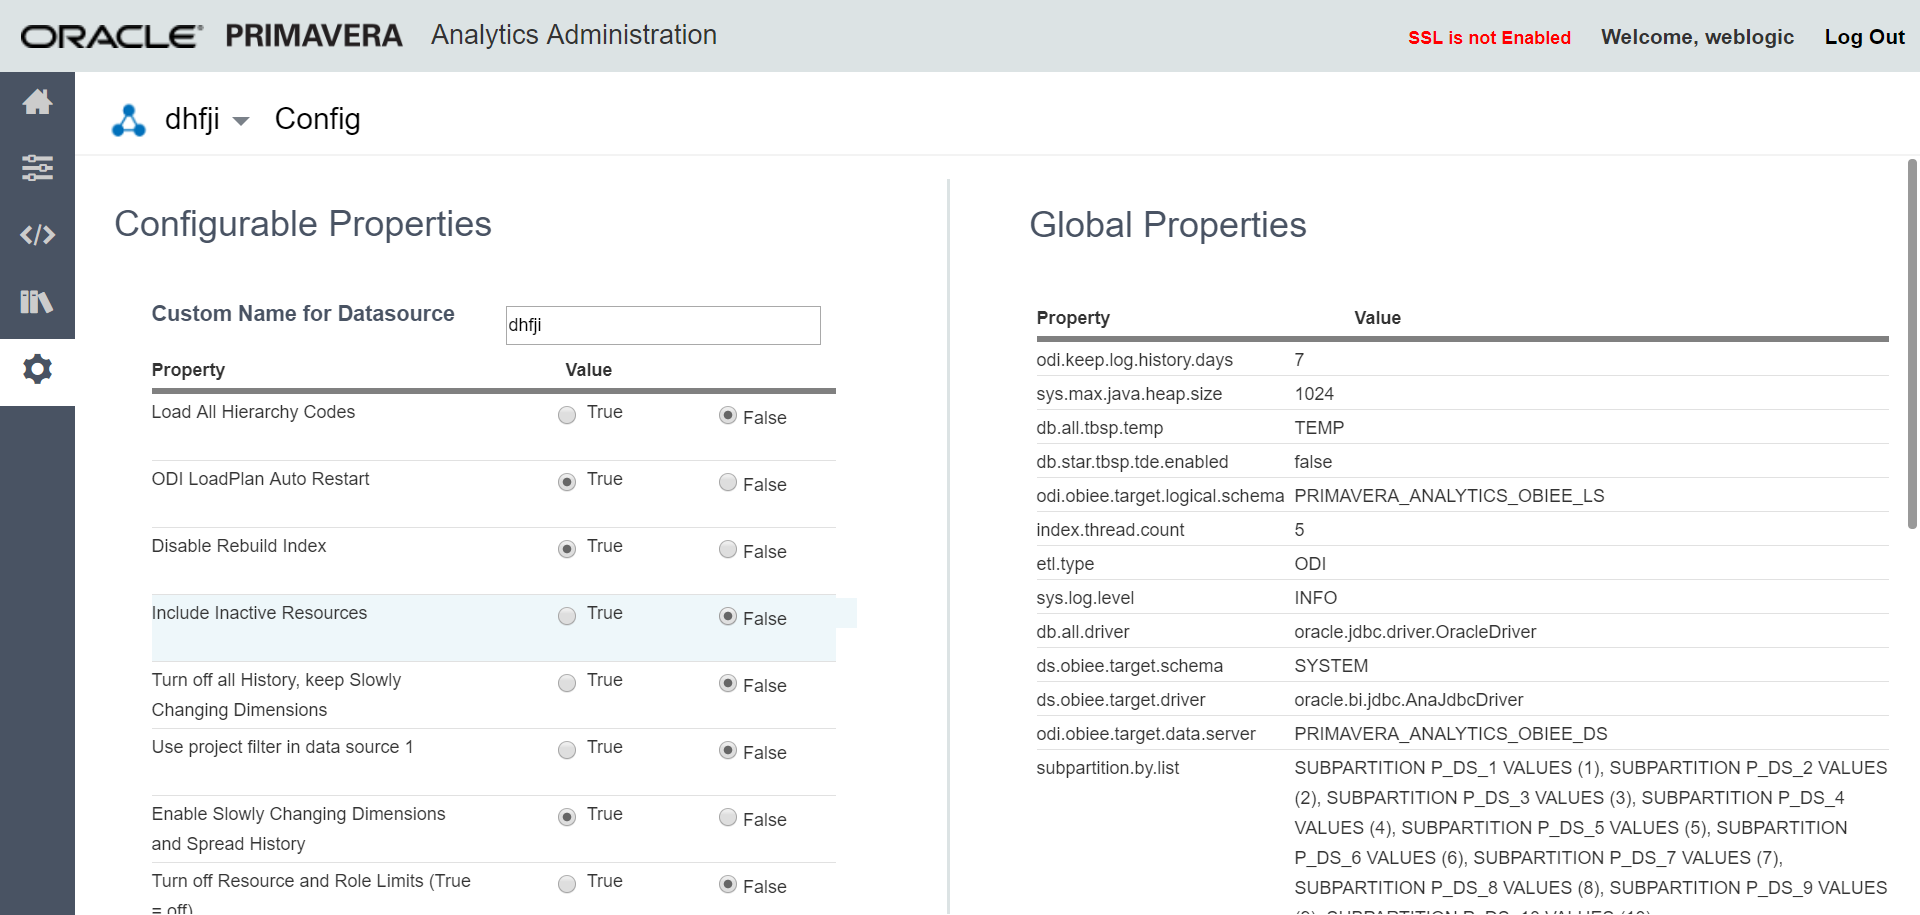 ORACLE PRIMAVERA Analytics Administration
SSL is not Enabled Welcome, weblogic Log Out
dhfji Config
Configurable Properties
Custom Name for Datasource dhfji
Property Value
Load All Hierarchy Codes True False
ODI LoadPlan Auto Restart True False
Disable Rebuild Index True False
Include Inactive Resources True False
Turn off all History, keep Slowly True False
Changing Dimensions
Use project filter in data source 1 True False
Enable Slowly Changing Dimensions True False
and Spread History
Turn off Resource and Role Limits (True True False
= off)
Global Properties
Property Value
odi.keep.log.history.days 7
sys.max.java.heap.size 1024
db.all.tbsp.temp TEMP
db.star.tbsp.tde.enabled false
odi.obiee.target.logical.schema PRIMAVERA_ANALYTICS_OBIEE_LS
index.thread.count 5
etl.type ODI
sys.log.level INFO
db.all.driver oracle.jdbc.driver.OracleDriver
ds.obiee.target.schema SYSTEM
ds.obiee.target.driver oracle.bi.jdbc.AnaJdbcDriver
odi.obiee.target.data.server PRIMAVERA_ANALYTICS_OBIEE_DS
subpartition.by.list SUBPARTITION P_DS_1 VALUES (1), SUBPARTITION P_DS_2 VALUES
(2), SUBPARTITION P_DS_3 VALUES (3), SUBPARTITION P_DS_4
VALUES (4), SUBPARTITION P_DS_5 VALUES (5), SUBPARTITION
P_DS_6 VALUES (6), SUBPARTITION P_DS_7 VALUES (7),
SUBPARTITION P_DS_8 VALUES (8), SUBPARTITION P_DS_9 VALUES